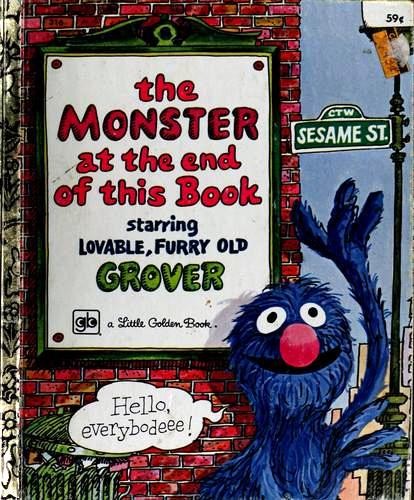 316
59¢
the
MONSTER
at the end
of this Book
starring
LOVABLE, FURRY OLD
GROVER
gb
a Little Golden Book.
CTW
SESAME ST.
Hello,
everybodeee!